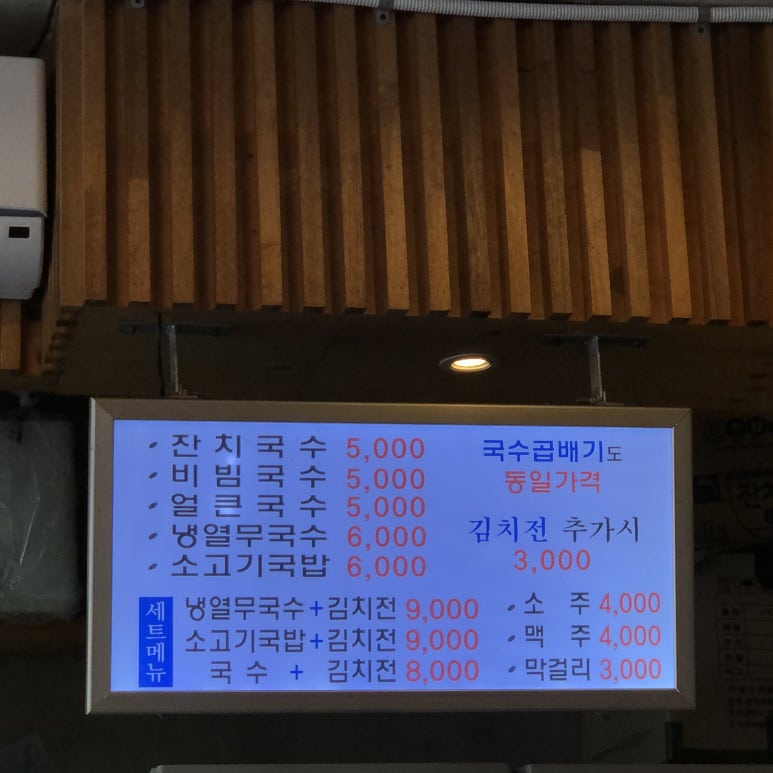 잔치국수 5,000
비빔국수 5,000
얼큰국수 5,000
냉열무국수 6,000
소고기국밥 6,000
국수곱배기도
동일가격
김치전 추가시
3,000
세트메뉴
냉열무국수+김치전 9,000
소고기국밥+김치전 9,000
국수 + 김치전 8,000
소주 4,000
맥주 4,000
막걸리 3,000